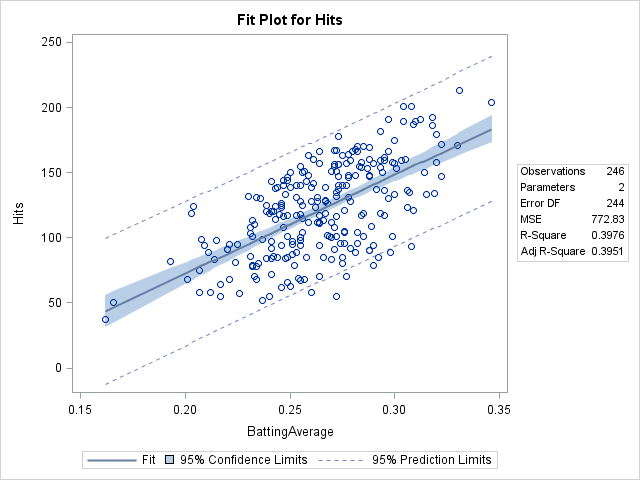 Fit Plot for Hits
250
200
150
100
50
0
Hits
0.15 0.20 0.25 0.30 0.35
BattingAverage
Observations 246
Parameters 2
Error DF 244
MSE 772.83
R-Square 0.3976
Adj R-Square 0.3951
Fit 95% Confidence Limits 95% Prediction Limits